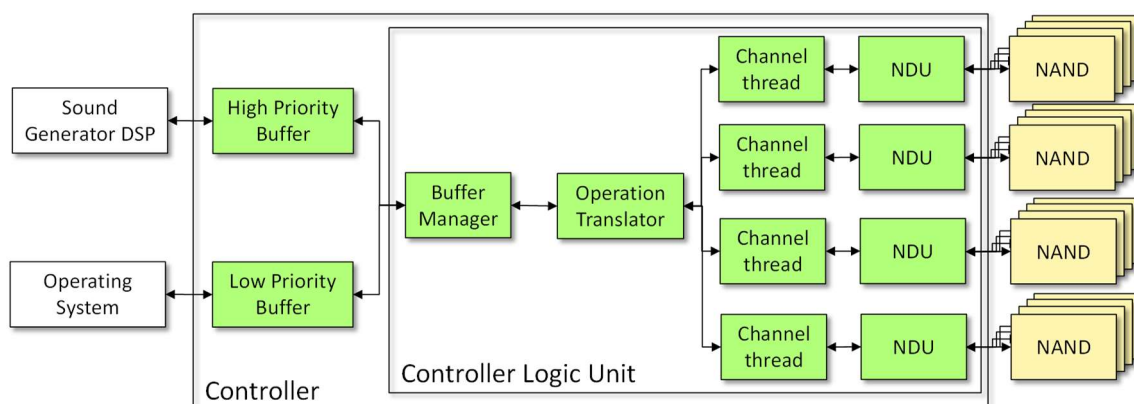 Sound
Generator DSP
High Priority
Buffer
Operating
System
Low Priority
Buffer
Buffer
Manager
Operation
Translator
Channel
thread
NDU
NAND
Channel
thread
NDU
NAND
Channel
thread
NDU
NAND
Channel
thread
NDU
NAND
Controller
Controller Logic Unit